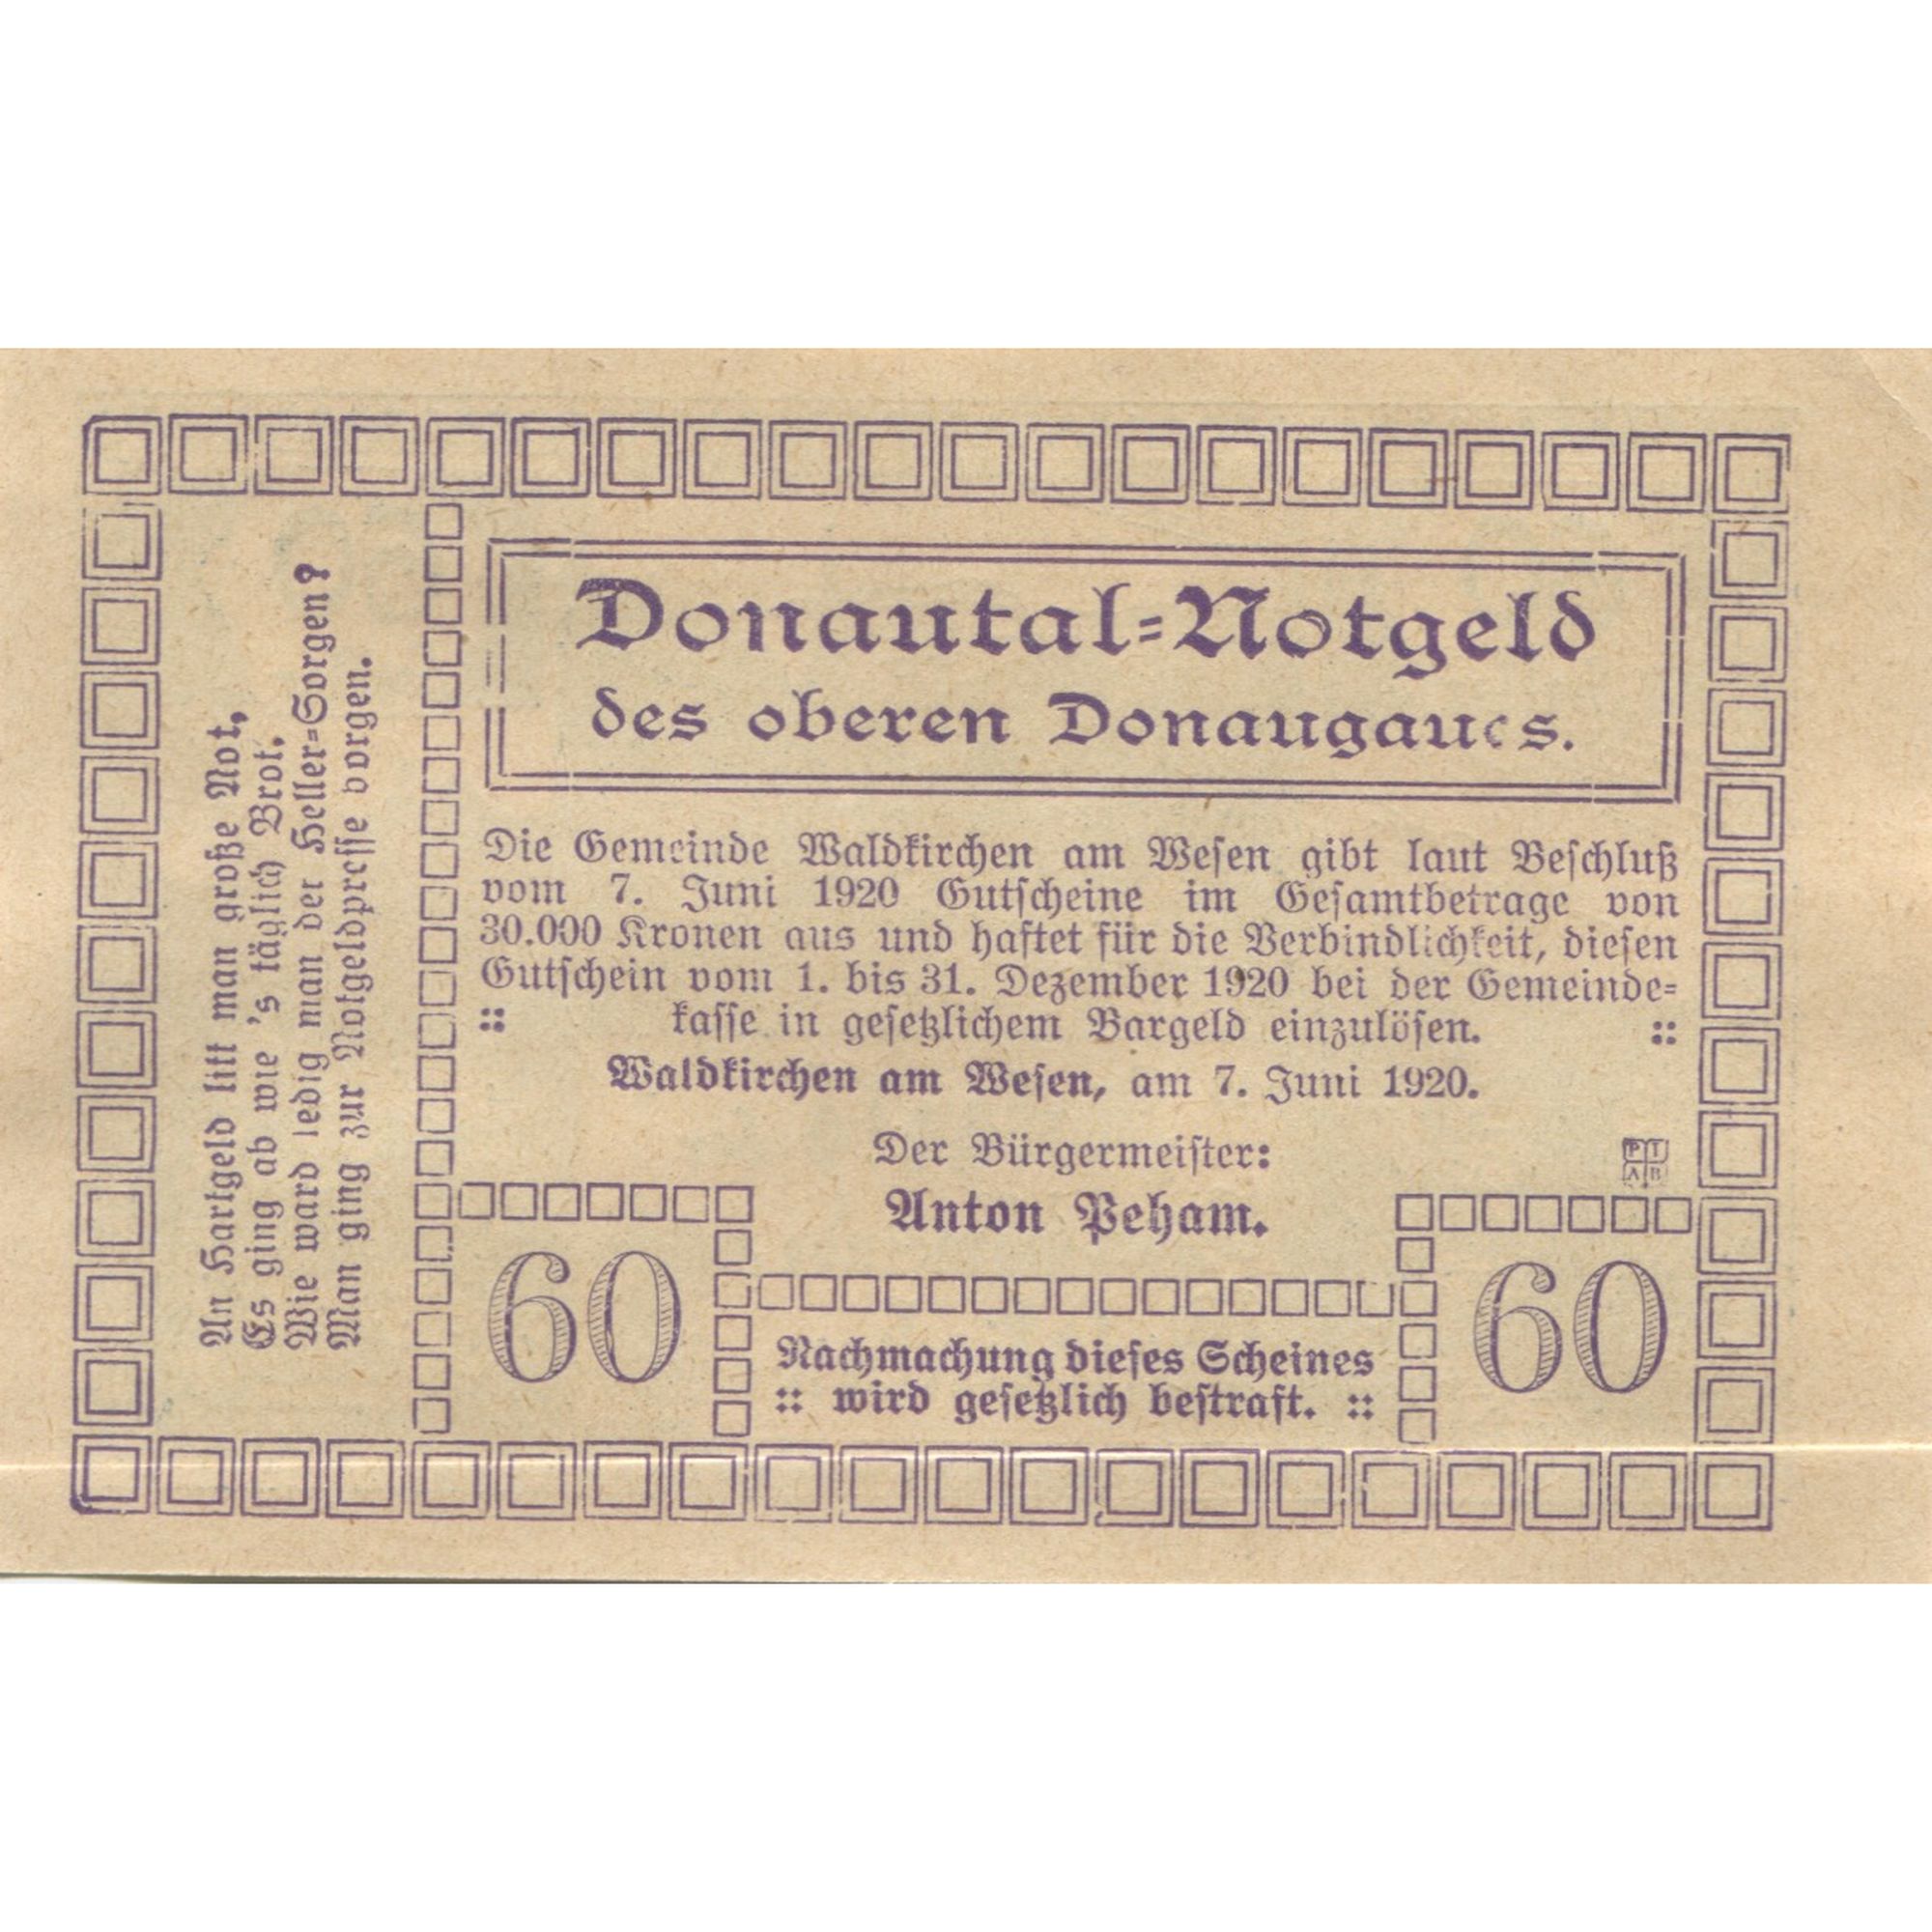 Donautal=Notgeld
des oberen Donaugaues.
An Hartgeld litt man große Not,
Es ging ab wie 's täglich Brot.
Wie ward ledig man der Heller=Sorgen?
Man ging zur Notgeldpresse borgen.
Die Gemeinde Waldkirchen am Wesen gibt laut Beschluß
vom 7. Juni 1920 Gutscheine im Gesamtbetrage von
30.000 Kronen aus und haftet für die Verbindlichkeit, diesen
Gutschein vom 1. bis 31. Dezember 1920 bei der Gemeinde=
:: kasse in gesetzlichem Bargeld einzulösen. ::
Waldkirchen am Wesen, am 7. Juni 1920.
Der Bürgermeister:
Anton Peham.
PT
AB
60
60
Nachmachung dieses Scheines
:: wird gesetzlich bestraft. ::